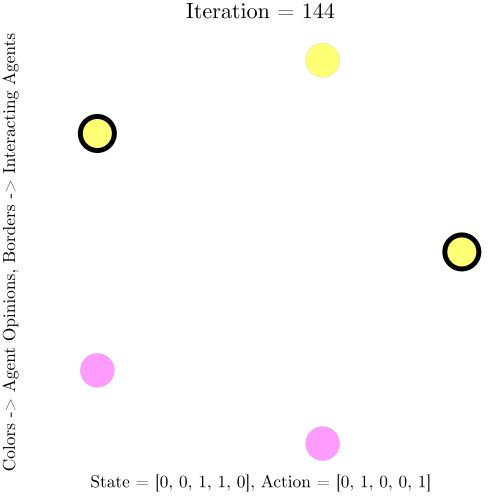 Iteration = 144
Colors -> Agent Opinions, Borders -> Interacting Agents
State = [0, 0, 1, 1, 0], Action = [0, 1, 0, 0, 1]